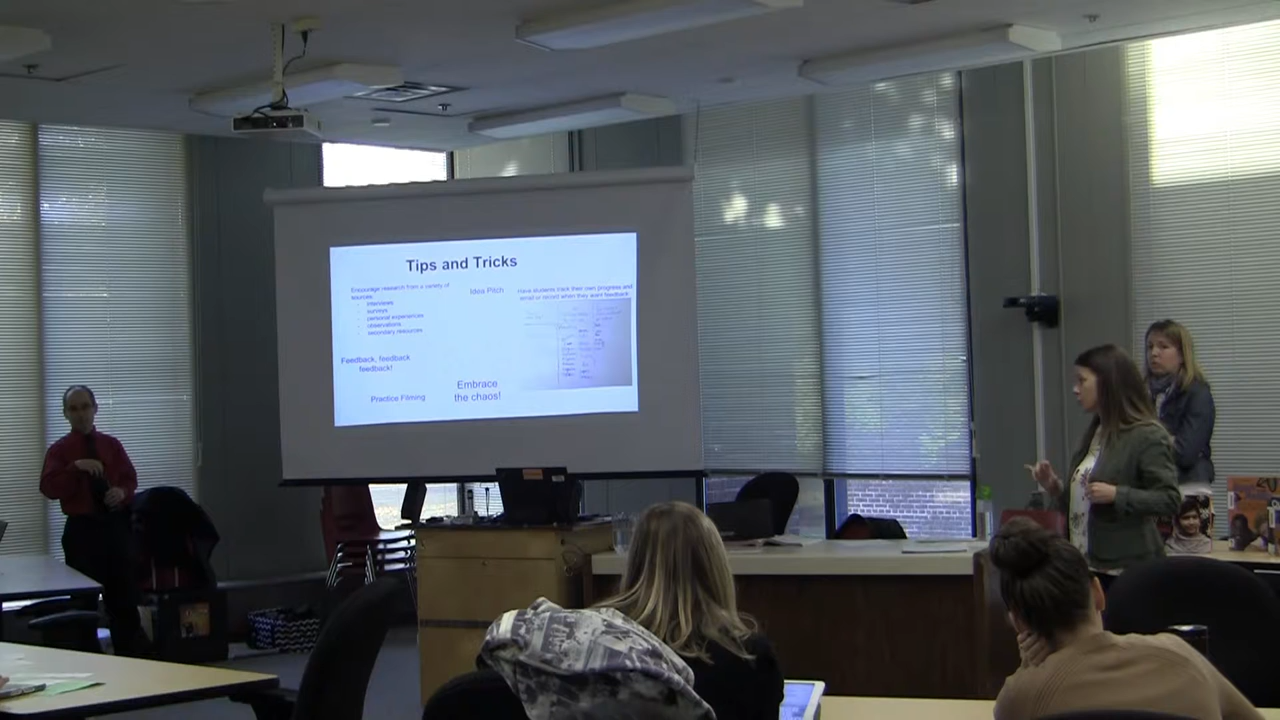 Tips and Tricks
Encourage research from a variety of
sources:
interviews
surveys
personal experiences
observations
secondary resources
Idea Pitch
Have students track their own progress and
email or record when they want feedback
Feedback, feedback
feedback!
Practice Filming
Embrace
the chaos!